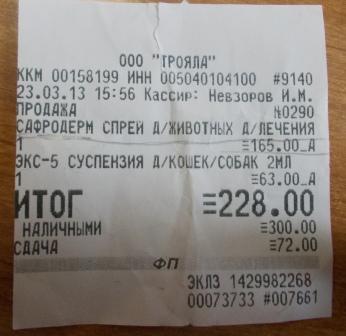 ООО "ТРОЯЛА"
ККМ 00158199 ИНН 005040104100 #9140
23.03.13 15:56 Кассир: Невзоров И.М.
ПРОДАЖА №0290
САФРОДЕРМ СПРЕЙ Д/ЖИВОТНЫХ Д/ЛЕЧЕНИЯ
1 ≡165.00_А
ЭКС-5 СУСПЕНЗИЯ Д/КОШЕК/СОБАК 2МЛ
1 ≡63.00_А
ИТОГ ≡228.00
НАЛИЧНЫМИ ≡300.00
СДАЧА ≡72.00
ФП
ЭКЛЗ 1429982268
00073733 #007661